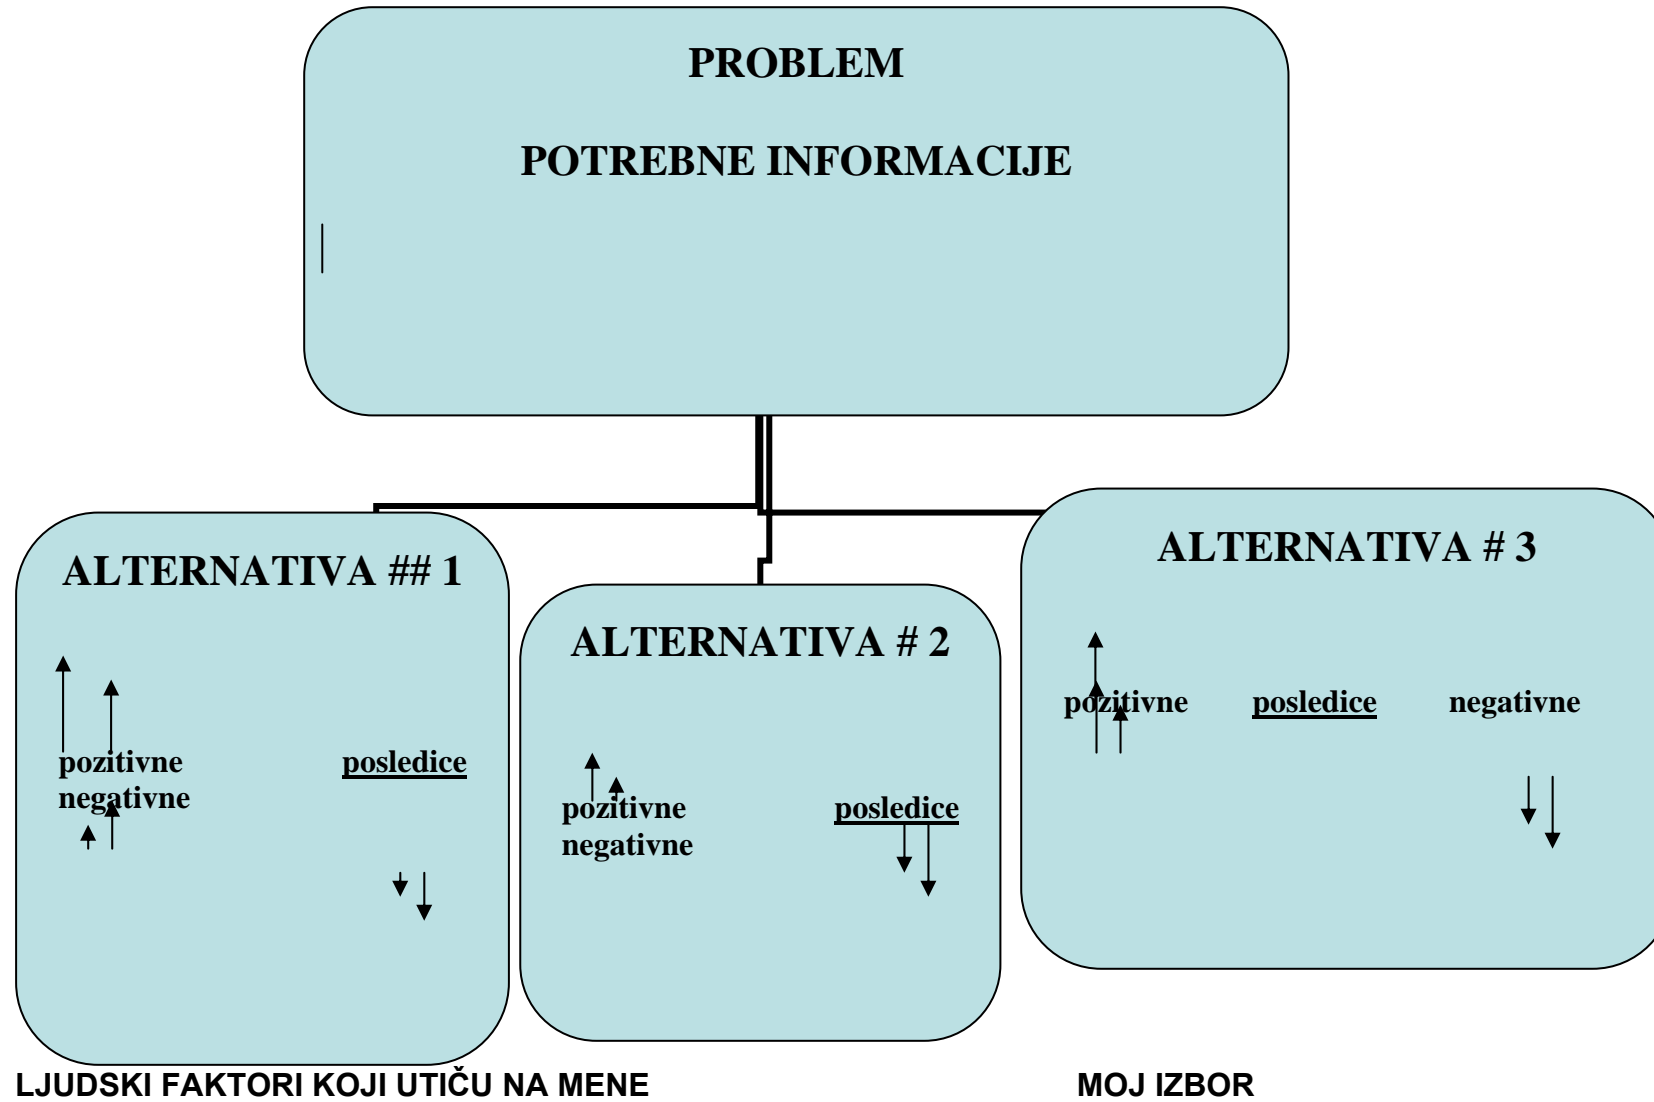 PROBLEM
POTREBNE INFORMACIJE
ALTERNATIVA ## 1
pozitivne posledice
negativne
ALTERNATIVA # 2
pozitivne posledice
negativne
ALTERNATIVA # 3
pozitivne posledice negativne
LJUDSKI FAKTORI KOJI UTIČU NA MENE MOJ IZBOR